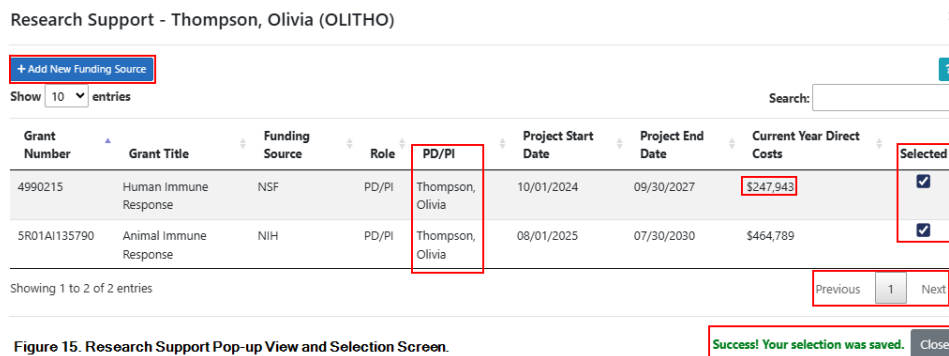 Research Support - Thompson, Olivia (OLITHO)
+ Add New Funding Source
?
Show 10 entries
Search:
Grant Number Grant Title Funding Source Role PD/PI Project Start Date Project End Date Current Year Direct Costs Selected
4990215 Human Immune Response NSF PD/PI Thompson, Olivia 10/01/2024 09/30/2027 $247,943
5R01AI135790 Animal Immune Response NIH PD/PI Thompson, Olivia 08/01/2025 07/30/2030 $464,789
Showing 1 to 2 of 2 entries
Previous 1 Next
Success! Your selection was saved. Close
Figure 15. Research Support Pop-up View and Selection Screen.